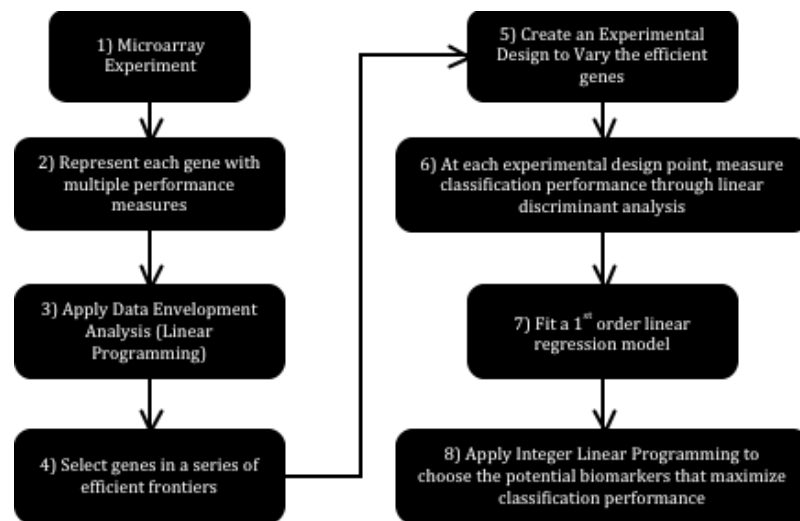 1) Microarray
Experiment
2) Represent each gene with
multiple performance
measures
3) Apply Data Envelopment
Analysis (Linear
Programming)
4) Select genes in a series of
efficient frontiers
5) Create an Experimental
Design to Vary the efficient
genes
6) At each experimental design point, measure
classification performance through linear
discriminant analysis
7) Fit a 1st order linear
regression model
8) Apply Integer Linear Programming to
choose the potential biomarkers that maximize
classification performance